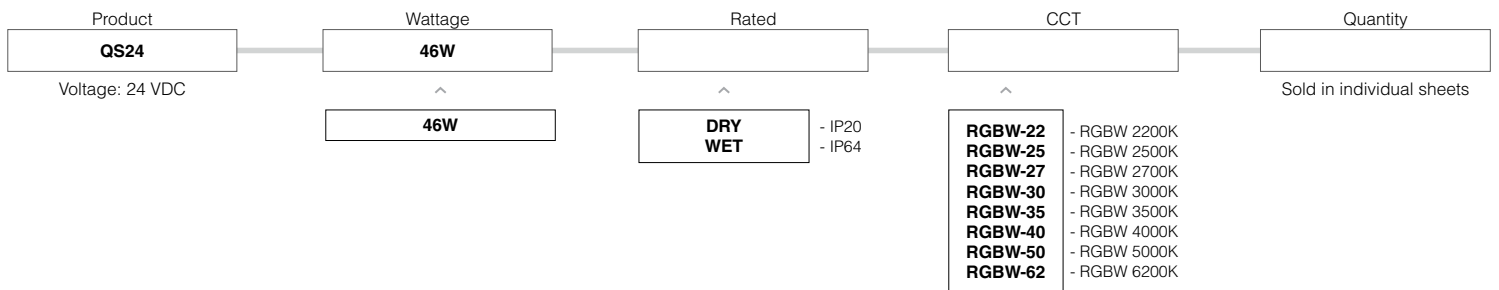 Product Wattage Rated CCT Quantity
QS24 46W
Voltage: 24 VDC ^ ^ ^ Sold in individual sheets
46W
DRY - IP20
WET - IP64
RGBW-22 - RGBW 2200K
RGBW-25 - RGBW 2500K
RGBW-27 - RGBW 2700K
RGBW-30 - RGBW 3000K
RGBW-35 - RGBW 3500K
RGBW-40 - RGBW 4000K
RGBW-50 - RGBW 5000K
RGBW-62 - RGBW 6200K